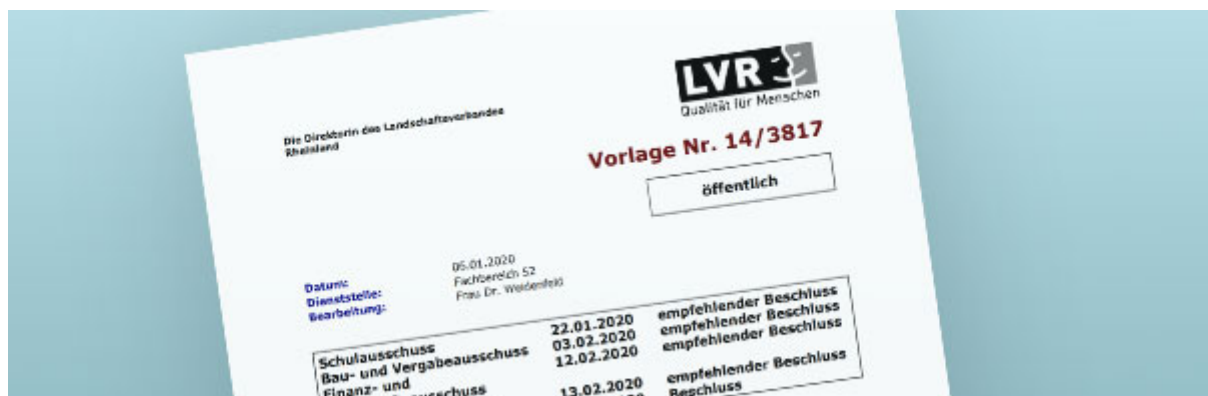 LVR
Qualität für Menschen
Die Direktorin des Landschaftsverbandes
Rheinland
Vorlage Nr. 14/3817
öffentlich
Datum: 05.01.2020
Dienststelle: Fachbereich 52
Bearbeitung: Frau Dr. Weidenfeld
Schulausschuss 22.01.2020 empfehlender Beschluss
Bau- und Vergabeausschuss 03.02.2020 empfehlender Beschluss
Finanz- und 12.02.2020 empfehlender Beschluss
13.02.2020 empfehlender Beschluss
Beschluss